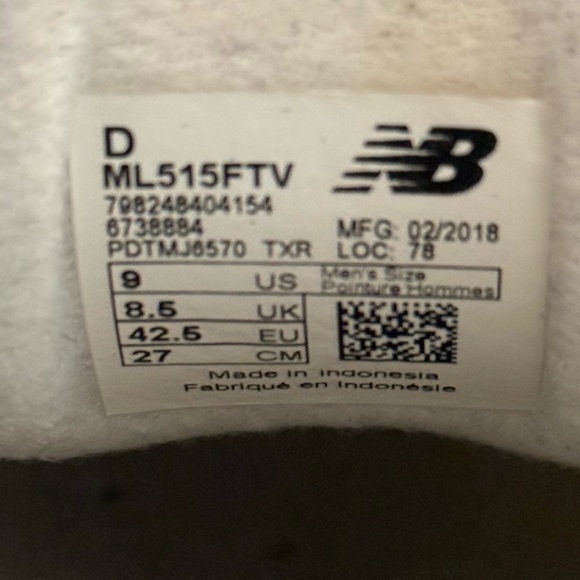 D
NB
ML515FTV
798248404154
6738884
MFG: 02/2018
PDTMJ6570 TXR
LOC: 78
9 US
Men's Size
Pointure Hommes
8.5 UK
42.5 EU
27 CM
Made in Indonesia
Fabriqué en Indonésie